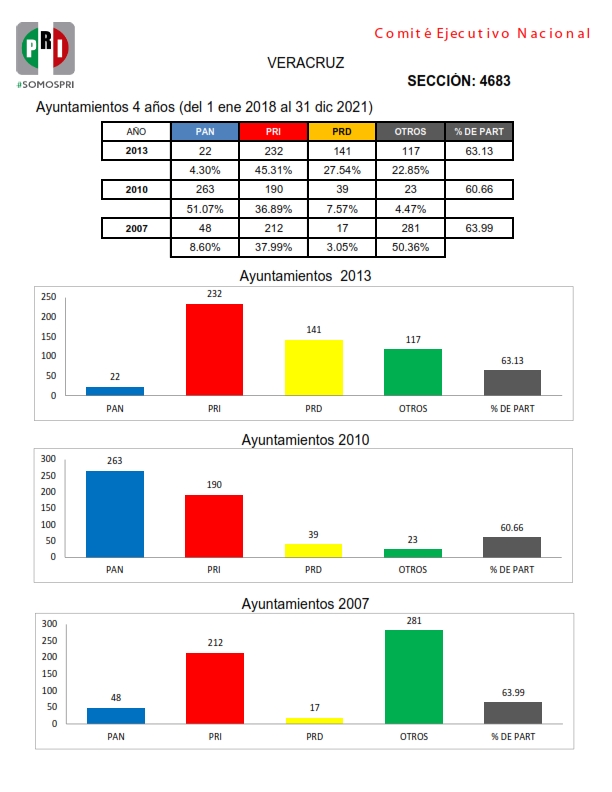 Comité Ejecutivo Nacional
PRI
#SOMOSPRI
VERACRUZ
SECCIÓN: 4683
Ayuntamientos 4 años (del 1 ene 2018 al 31 dic 2021)
AÑO PAN PRI PRD OTROS % DE PART
2013 22 232 141 117 63.13
4.30% 45.31% 27.54% 22.85%
2010 263 190 39 23 60.66
51.07% 36.89% 7.57% 4.47%
2007 48 212 17 281 63.99
8.60% 37.99% 3.05% 50.36%
Ayuntamientos 2013
250
200
150
100
50
0
22 232 141 117 63.13
PAN PRI PRD OTROS % DE PART
Ayuntamientos 2010
300
250
200
150
100
50
0
263 190 39 23 60.66
PAN PRI PRD OTROS % DE PART
Ayuntamientos 2007
300
250
200
150
100
50
0
48 212 17 281 63.99
PAN PRI PRD OTROS % DE PART